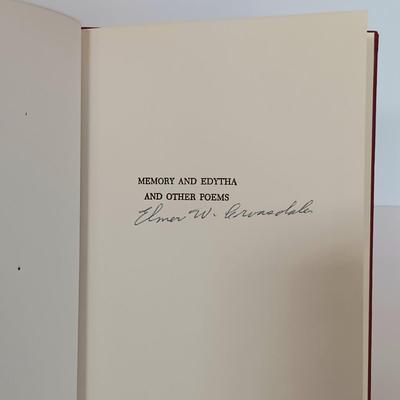 MEMORY AND EDYTHA
AND OTHER POEMS
Elmer W.